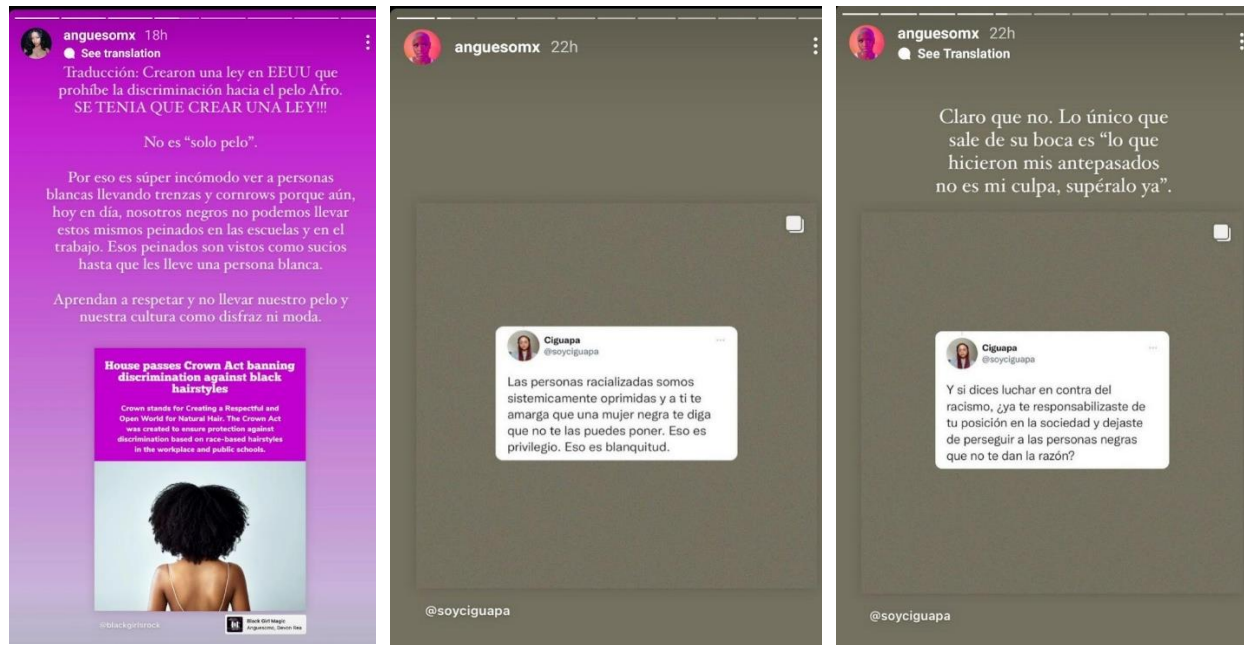 anguesomx 18h
See translation
Traducción: Crearon una ley en EEUU que
prohíbe la discriminación hacia el pelo Afro.
SE TENIA QUE CREAR UNA LEY!!!
No es “solo pelo”.
Por eso es súper incómodo ver a personas
blancas llevando trenzas y cornrows porque aún,
hoy en día, nosotros negros no podemos llevar
estos mismos peinados en las escuelas y en el
trabajo. Esos peinados son vistos como sucios
hasta que les lleve una persona blanca.
Aprendan a respetar y no llevar nuestro pelo y
nuestra cultura como disfraz ni moda.
House passes Crown Act banning
discrimination against black
hairstyles
Crown stands for Creating a Respectful and
Open World for Natural Hair. The Crown Act
was created to ensure protection against
discrimination based on race-based hairstyles
in the workplace and public schools.
@blackgirlsrock
Black Girl Magic
Anguesomo, Devon Rea
anguesomx 22h
Ciguapa
@soyciguapa
Las personas racializadas somos
sistemicamente oprimidas y a ti te
amarga que una mujer negra te diga
que no te las puedes poner. Eso es
privilegio. Eso es blanquitud.
@soyciguapa
anguesomx 22h
See Translation
Claro que no. Lo único que
sale de su boca es “lo que
hicieron mis antepasados
no es mi culpa, supéralo ya”.
Ciguapa
@soyciguapa
Y si dices luchar en contra del
racismo, ¿ya te responsabilizaste de
tu posición en la sociedad y dejaste
de perseguir a las personas negras
que no te dan la razón?
@soyciguapa